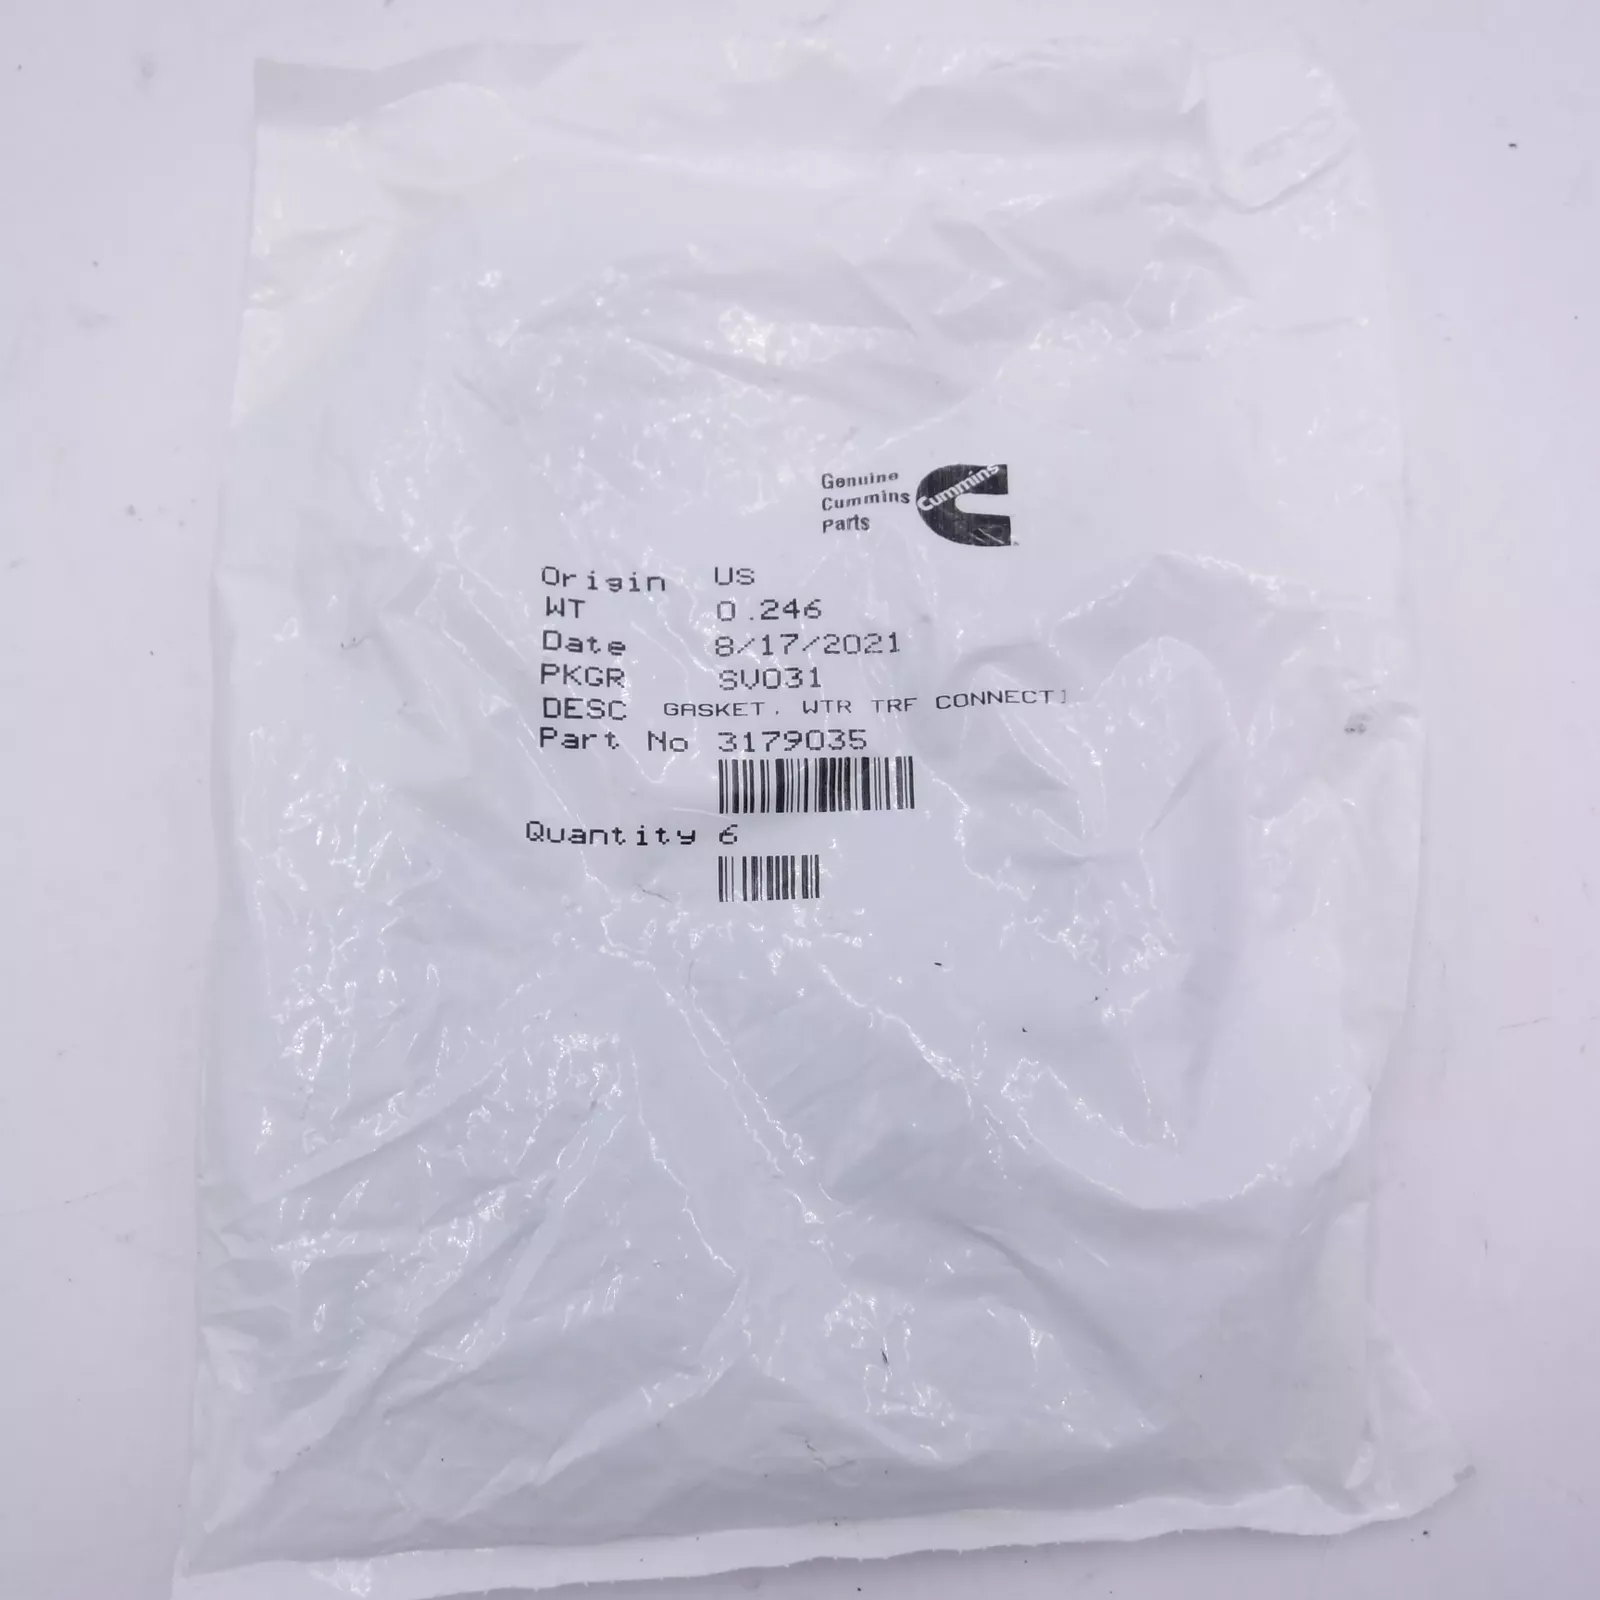 Genuine
Cummins
Parts
Cummins
Origin US
WT 0.246
Date 8/17/2021
PKGR SV031
DESC GASKET, WTR TRF CONNECTI
Part No 3179035
Quantity 6